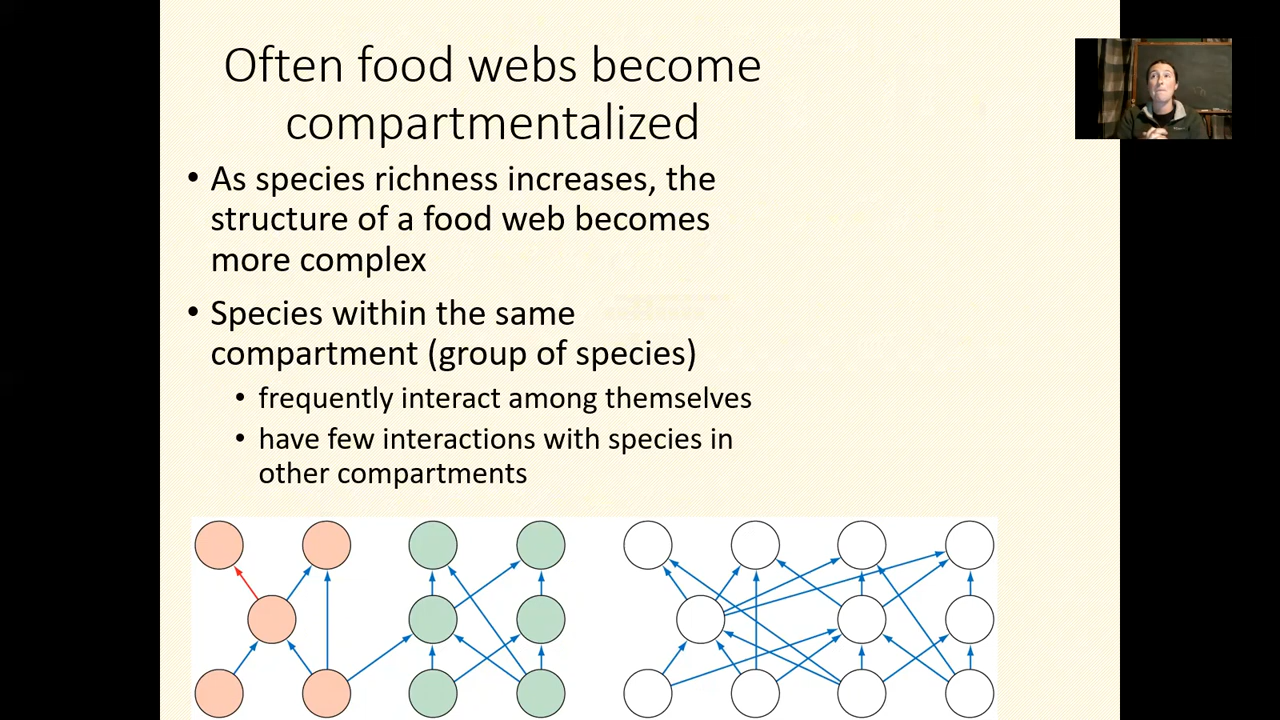 Often food webs become
compartmentalized
• As species richness increases, the
structure of a food web becomes
more complex
• Species within the same
compartment (group of species)
• frequently interact among themselves
• have few interactions with species in
other compartments